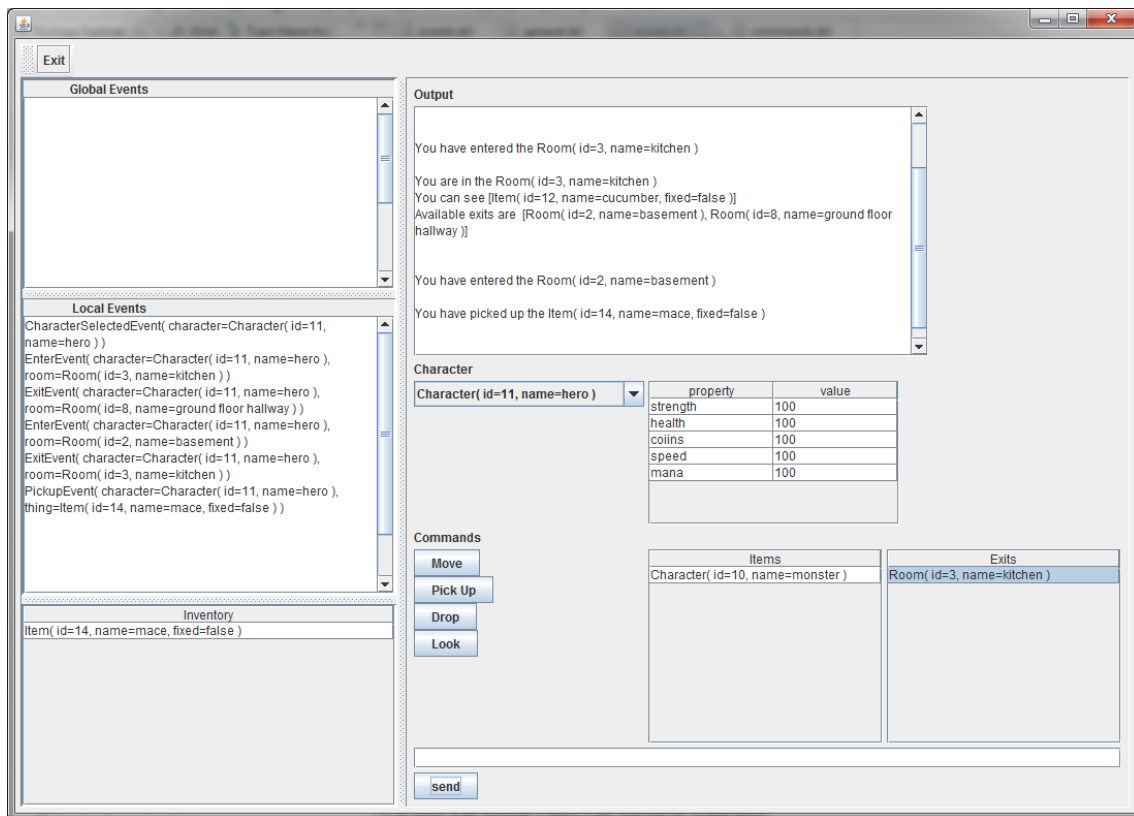 Exit
Global Events
Local Events
CharacterSelectedEvent( character=Character( id=11,
name=hero ) )
EnterEvent( character=Character( id=11, name=hero ),
room=Room( id=3, name=kitchen ) )
ExitEvent( character=Character( id=11, name=hero ),
room=Room( id=8, name=ground floor hallway ) )
EnterEvent( character=Character( id=11, name=hero ),
room=Room( id=2, name=basement ) )
ExitEvent( character=Character( id=11, name=hero ),
room=Room( id=3, name=kitchen ) )
PickupEvent( character=Character( id=11, name=hero ),
thing=Item( id=14, name=mace, fixed=false ) )
Inventory
Item( id=14, name=mace, fixed=false )
Output
You have entered the Room( id=3, name=kitchen )
You are in the Room( id=3, name=kitchen )
You can see [Item( id=12, name=cucumber, fixed=false )]
Available exits are  [Room( id=2, name=basement ), Room( id=8, name=ground floor
hallway )]
You have entered the Room( id=2, name=basement )
You have picked up the Item( id=14, name=mace, fixed=false )
Character
Character( id=11, name=hero )
property value
strength 100
health 100
coiins 100
speed 100
mana 100
Commands
Move
Pick Up
Drop
Look
Items
Character( id=10, name=monster )
Exits
Room( id=3, name=kitchen )
send